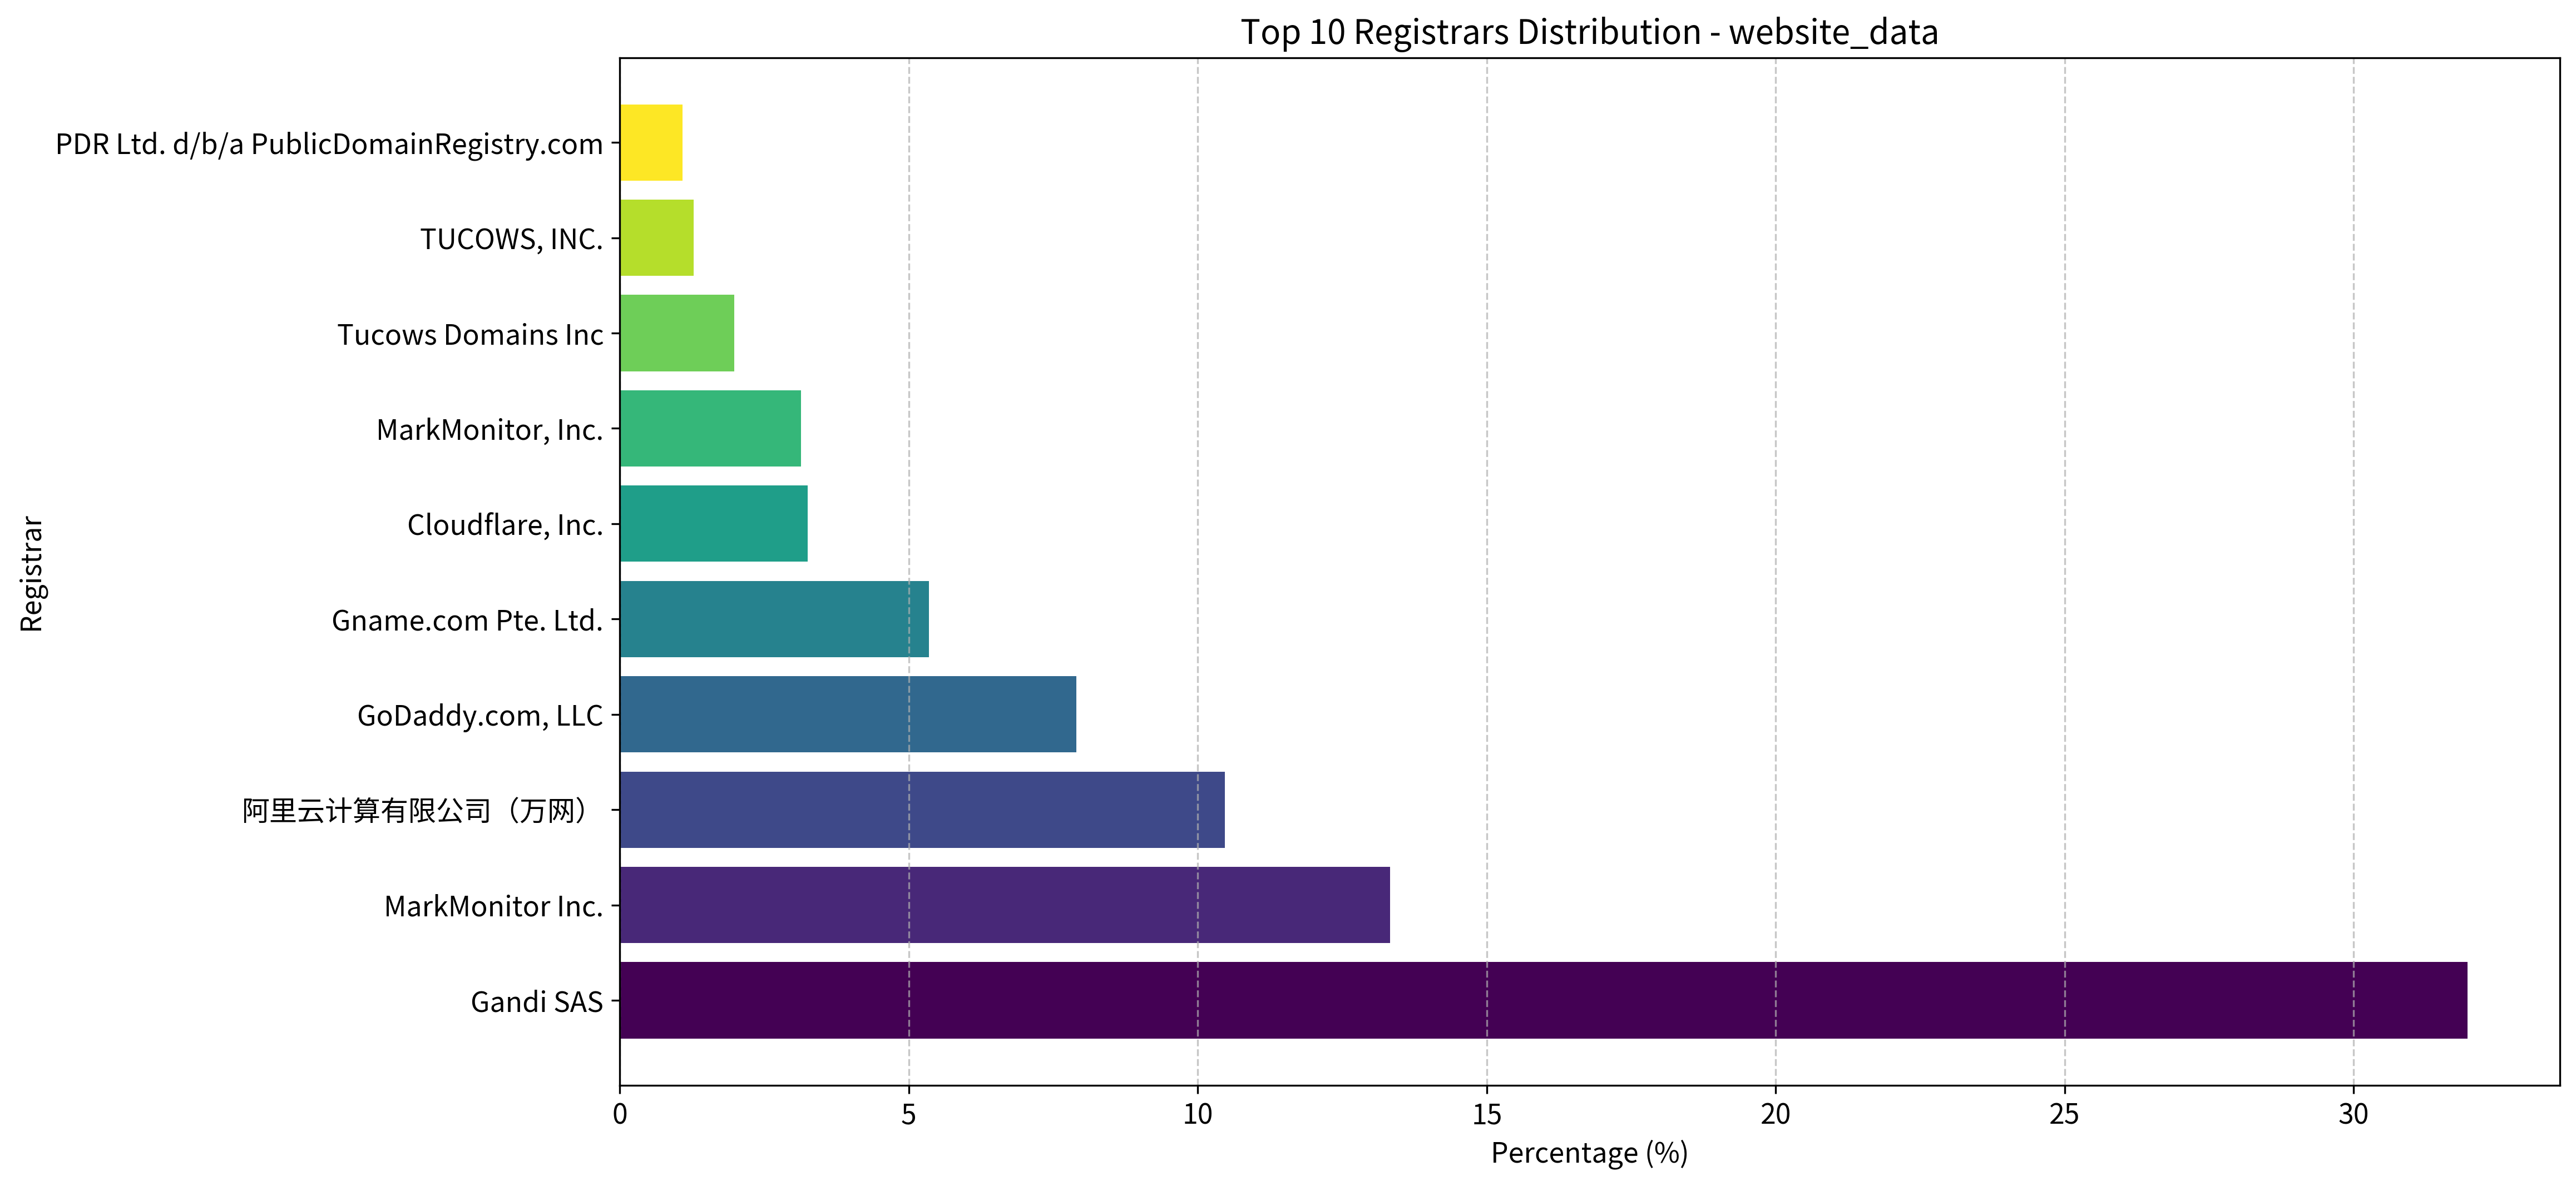 Top 10 Registrars Distribution - website_data
PDR Ltd. d/b/a PublicDomainRegistry.com
TUCOWS, INC.
Tucows Domains Inc
MarkMonitor, Inc.
Cloudflare, Inc.
Gname.com Pte. Ltd.
GoDaddy.com, LLC
阿里云计算有限公司（万网）
MarkMonitor Inc.
Gandi SAS
Registrar
0 5 10 15 20 25 30
Percentage (%)